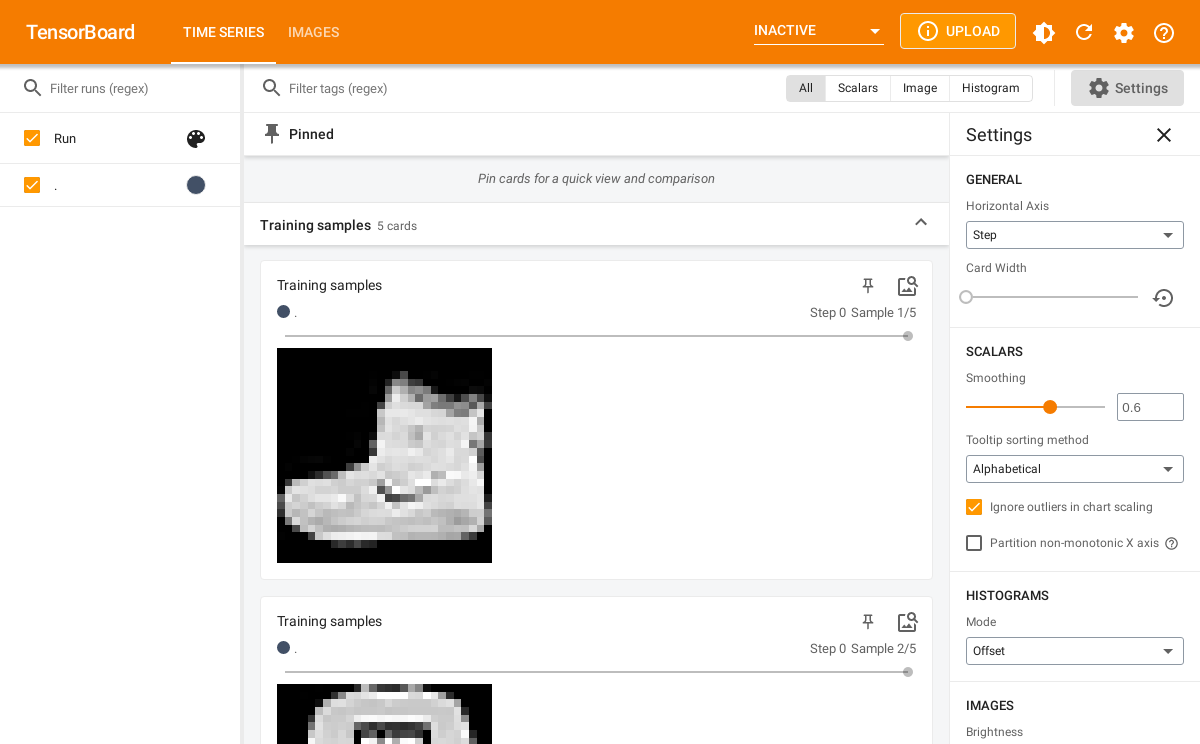 TensorBoard
TIME SERIES
IMAGES
INACTIVE
UPLOAD
Filter runs (regex)
Run
.
Filter tags (regex)
All
Scalars
Image
Histogram
Settings
Pinned
Pin cards for a quick view and comparison
Training samples 5 cards
Training samples
.
Step 0 Sample 1/5
Training samples
.
Step 0 Sample 2/5
Settings
GENERAL
Horizontal Axis
Step
Card Width
SCALARS
Smoothing
0.6
Tooltip sorting method
Alphabetical
Ignore outliers in chart scaling
Partition non-monotonic X axis
HISTOGRAMS
Mode
Offset
IMAGES
Brightness